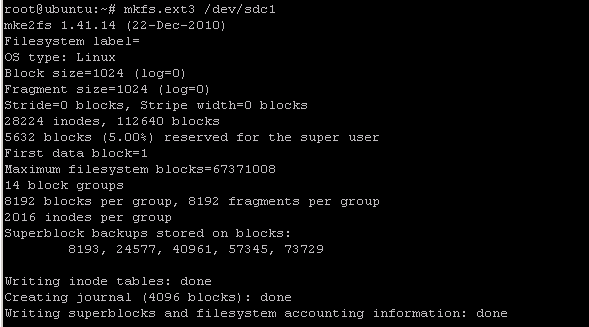 root@ubuntu:~# mkfs.ext3 /dev/sdc1
mke2fs 1.41.14 (22-Dec-2010)
Filesystem label=
OS type: Linux
Block size=1024 (log=0)
Fragment size=1024 (log=0)
Stride=0 blocks, Stripe width=0 blocks
28224 inodes, 112640 blocks
5632 blocks (5.00%) reserved for the super user
First data block=1
Maximum filesystem blocks=67371008
14 block groups
8192 blocks per group, 8192 fragments per group
2016 inodes per group
Superblock backups stored on blocks:
        8193, 24577, 40961, 57345, 73729

Writing inode tables: done
Creating journal (4096 blocks): done
Writing superblocks and filesystem accounting information: done